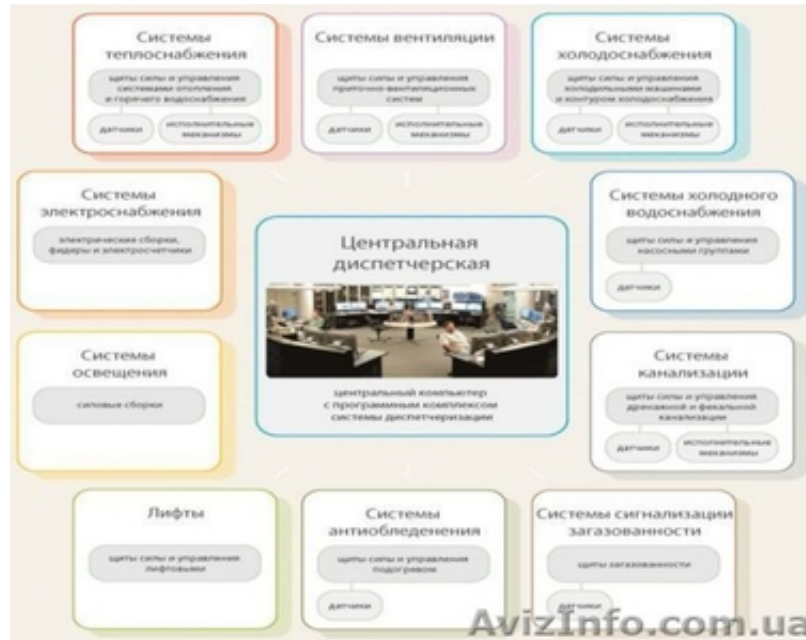 Системы
теплоснабжения
щиты силы и управления
системами отопления
и горячего водоснабжения
датчики
исполнительные
механизмы
Системы вентиляции
щиты силы и управления
приточно-вентиляционных
систем
датчики
исполнительные
механизмы
Системы
холодоснабжения
щиты силы и управления
холодильными машинами
и контуром холодоснабжения
датчики
исполнительные
механизмы
Системы
электроснабжения
электрические сборки,
фидеры и электросчетчики
Центральная
диспетчерская
центральный компьютер
с программным комплексом
системы диспетчеризации
Системы холодного
водоснабжения
щиты силы и управления
насосными группами
датчики
Системы
освещения
силовые сборки
Системы
канализации
щиты силы и управления
дренажной и фекальной
канализации
датчики
исполнительные
механизмы
Лифты
щиты силы и управления
лифтовыми
Системы
антиобледенения
щиты силы и управления
подогревом
датчики
Системы сигнализации
загазованности
щиты загазованности
датчики
AvizInfo.com.ua